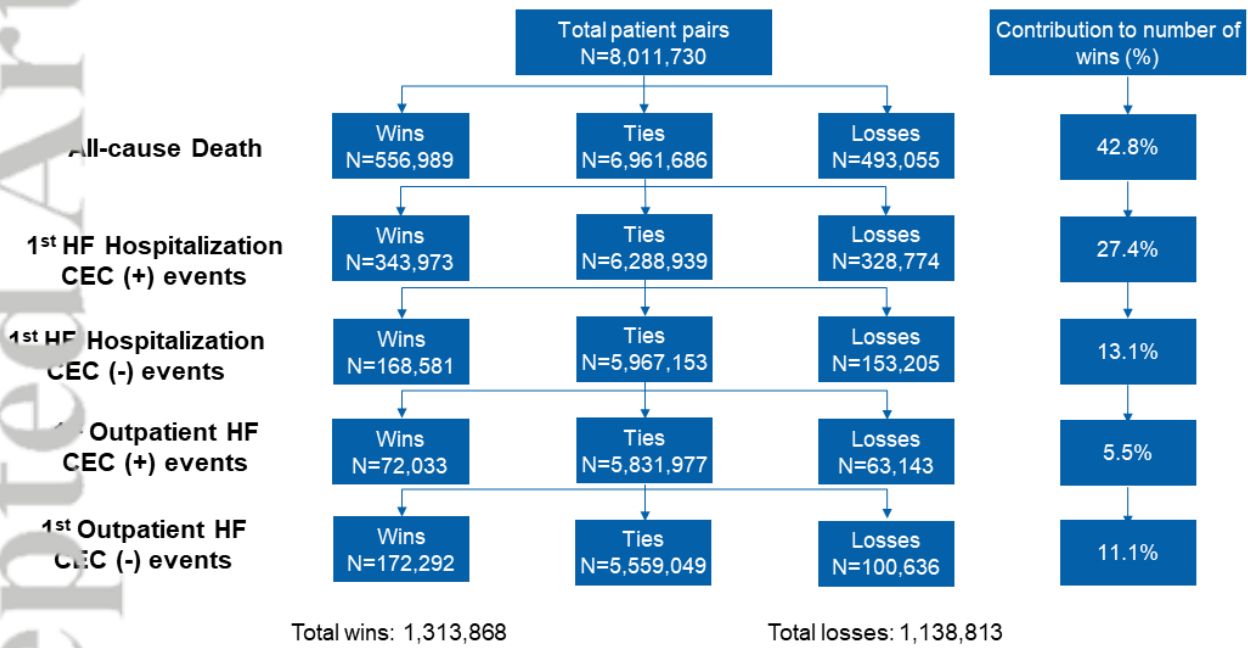 Total patient pairs
N=8,011,730
Contribution to number of
wins (%)
All-cause Death
Wins
N=556,989
Ties
N=6,961,686
Losses
N=493,055
42.8%
1st HF Hospitalization
CEC (+) events
Wins
N=343,973
Ties
N=6,288,939
Losses
N=328,774
27.4%
1st HF Hospitalization
CEC (-) events
Wins
N=168,581
Ties
N=5,967,153
Losses
N=153,205
13.1%
Outpatient HF
CEC (+) events
Wins
N=72,033
Ties
N=5,831,977
Losses
N=63,143
5.5%
1st Outpatient HF
CEC (-) events
Wins
N=172,292
Ties
N=5,559,049
Losses
N=100,636
11.1%
Total wins: 1,313,868
Total losses: 1,138,813